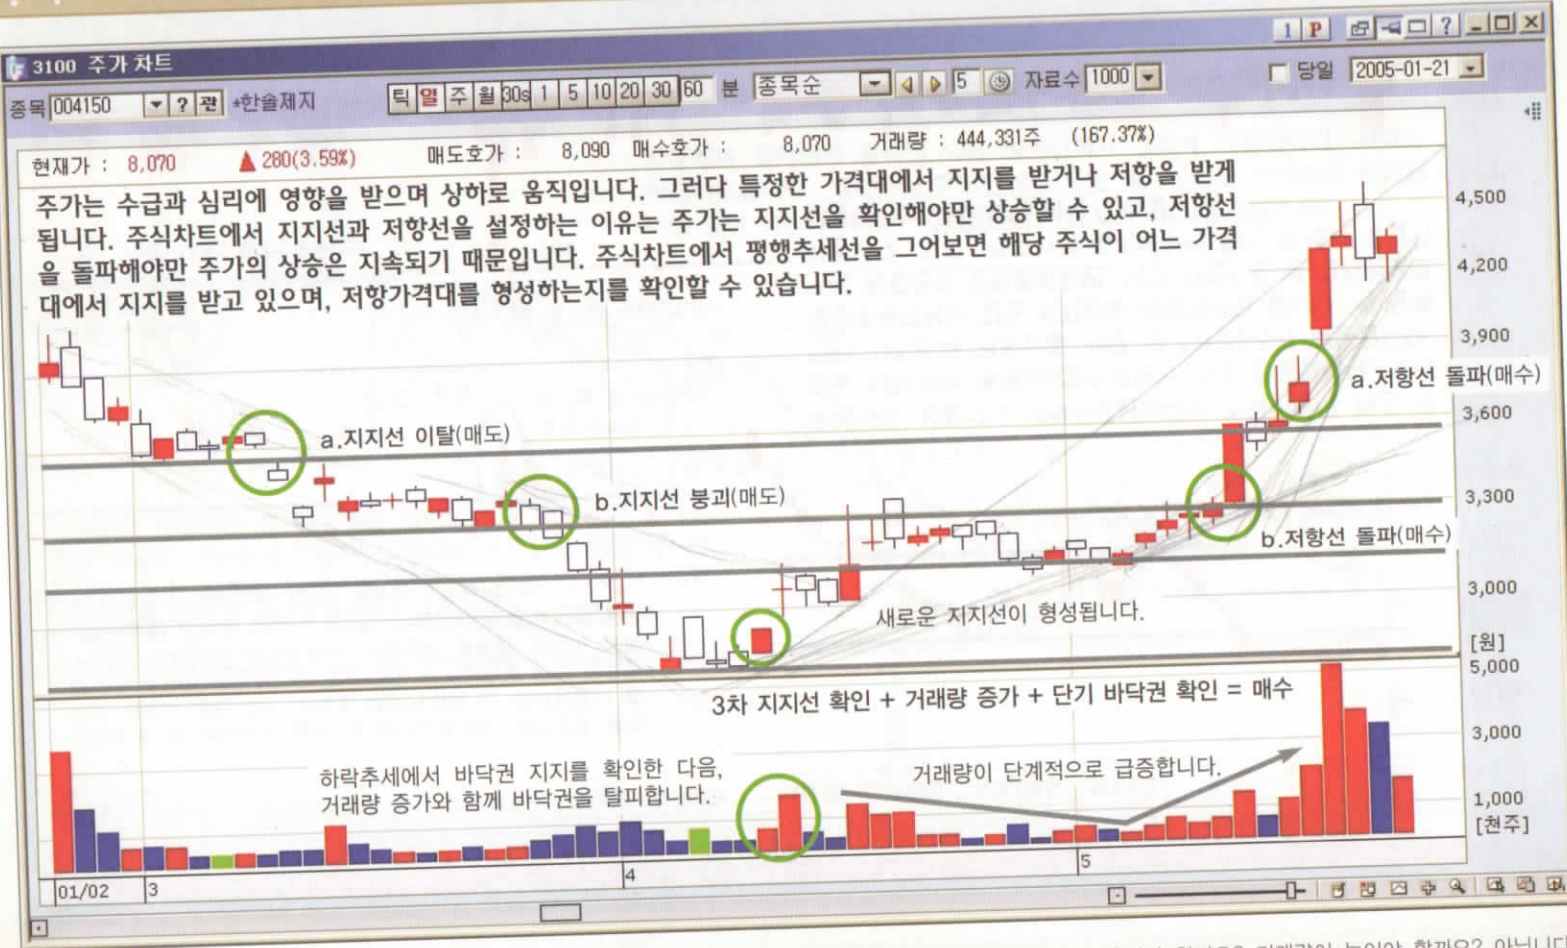 1 P
3100 주가 차트
종목 004150 ? 관 *한솔제지 틱 일 주 월 30s 1 5 10 20 30 60 분 종목순 5 자료수 1000 당일 2005-01-21
현재가 : 8,070 ▲ 280(3.59%) 매도호가 : 8,090 매수호가 : 8,070 거래량 : 444,331주 (167.37%)
주가는 수급과 심리에 영향을 받으며 상하로 움직입니다. 그러다 특정한 가격대에서 지지를 받거나 저항을 받게
됩니다. 주식차트에서 지지선과 저항선을 설정하는 이유는 주가는 지지선을 확인해야만 상승할 수 있고, 저항선
을 돌파해야만 주가의 상승은 지속되기 때문입니다. 주식차트에서 평행추세선을 그어보면 해당 주식이 어느 가격
대에서 지지를 받고 있으며, 저항가격대를 형성하는지를 확인할 수 있습니다.
4,500
4,200
3,900
a.저항선 돌파(매수)
3,600
a.지지선 이탈(매도)
b.지지선 붕괴(매도)
3,300
b.저항선 돌파(매수)
3,000
새로운 지지선이 형성됩니다.
[원]
5,000
3차 지지선 확인 + 거래량 증가 + 단기 바닥권 확인 = 매수
3,000
하락추세에서 바닥권 지지를 확인한 다음,
거래량 증가와 함께 바닥권을 탈피합니다.
거래량이 단계적으로 급증합니다.
1,000
[천주]
01/02 3 4 5